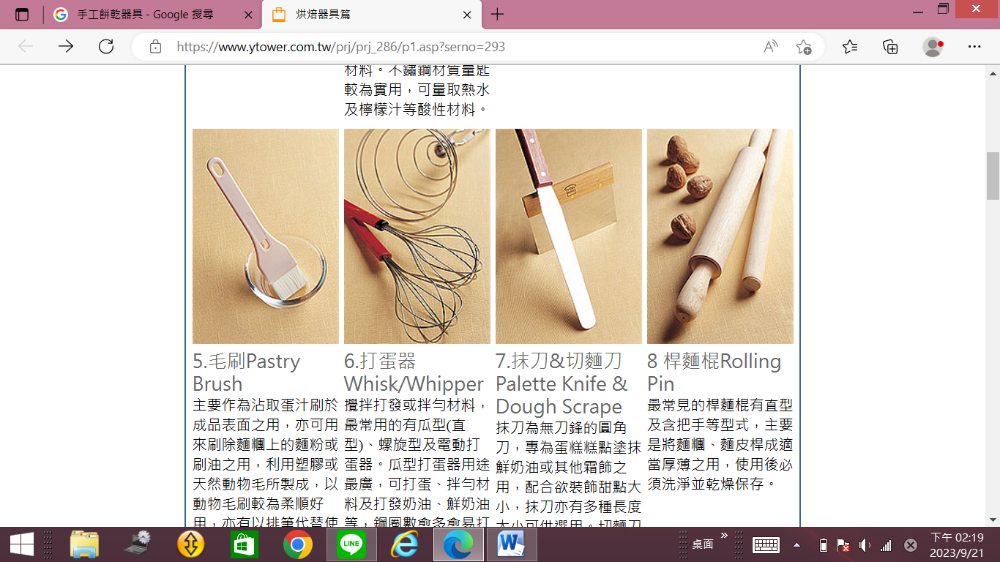 手工餅乾器具 - Google 搜尋
烘焙器具篇
https://www.ytower.com.tw/prj/prj_286/p1.asp?serno=293
材料。不鏽鋼材質量匙
較為實用，可量取熱水
及檸檬汁等酸性材料。
5.毛刷Pastry
Brush
主要作為沾取蛋汁刷於
成品表面之用，亦可用
來刷除麵糰上的麵粉或
刷油之用，利用塑膠或
天然動物毛所製成，以
動物毛刷較為柔順好
用，亦有以排筆代替使
6.打蛋器
Whisk/Whipper
攪拌打發或拌勻材料，
最常用的有瓜型(直
型)、螺旋型及電動打
蛋器。瓜型打蛋器用途
最廣，可打蛋、拌勻材
料及打發奶油、鮮奶油
等，鋼圈數愈多愈易打
7.抹刀&切麵刀
Palette Knife &
Dough Scrape
抹刀為無刀鋒的圓角
刀，專為蛋糕糕點塗抹
鮮奶油或其他霜飾之
用，配合欲裝飾甜點大
小，抹刀亦有多種長度
大小可供選用。切麵刀
8 桿麵棍Rolling
Pin
最常見的桿麵棍有直型
及含把手等型式，主要
是將麵糰、麵皮桿成適
當厚薄之用，使用後必
須洗淨並乾燥保存。
LINE
桌面
下午 02:19
2023/9/21